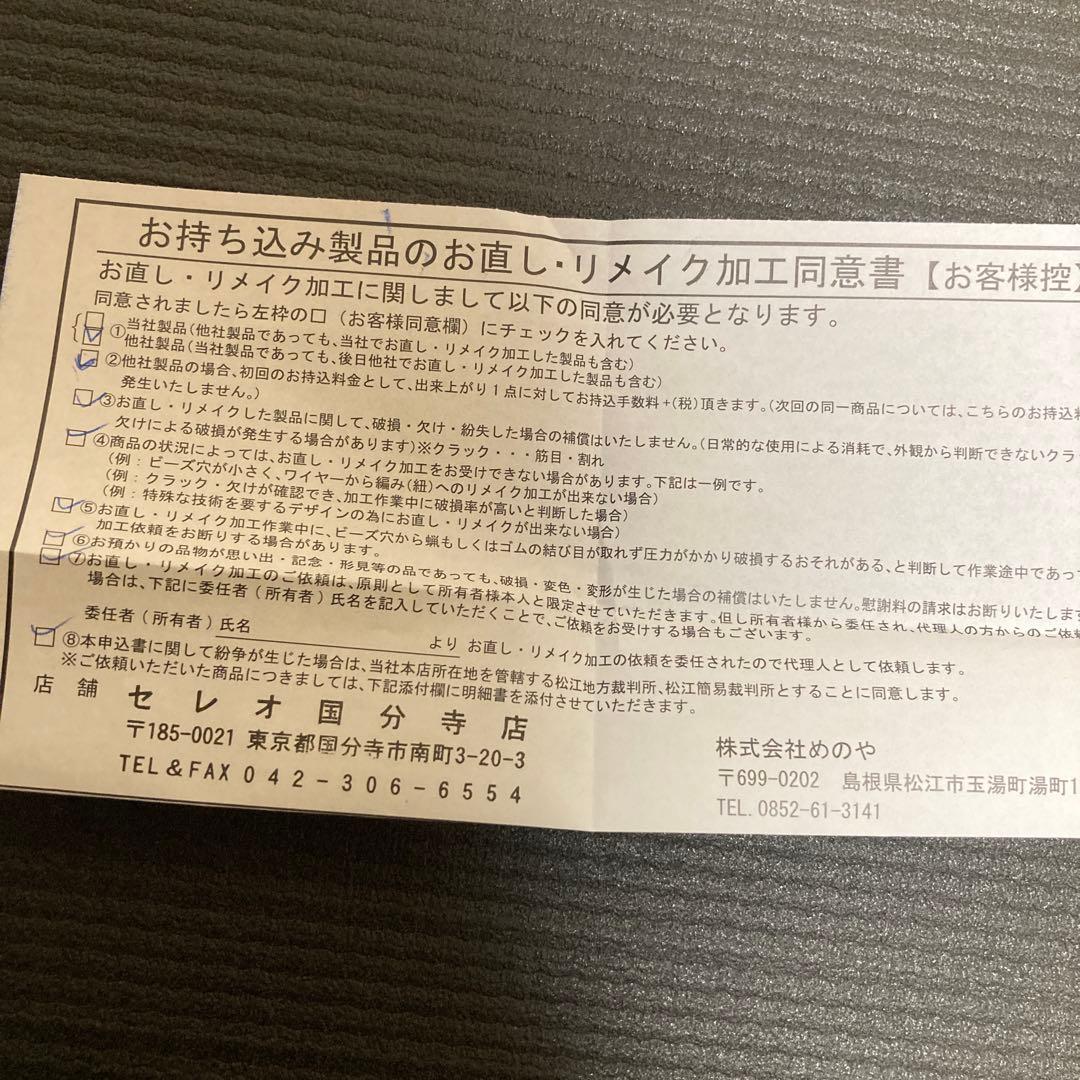 お持ち込み製品のお直し・リメイク加工同意書【お客様控】
お直し・リメイク加工に関しまして以下の同意が必要となります。
同意されましたら左枠の口（お客様同意欄）にチェックを入れてください。
①当社製品(他社製品であっても、当社でお直し・リメイク加工した製品も含む)
他社製品(当社製品であっても、後日他社でお直し・リメイク加工した製品も含む)
②他社製品の場合、初回のお持込料金として、出来上がり１点に対してお持込手数料+(税)頂きます。(次回の同一商品については、こちらのお持込料
発生いたしません。)
③お直し・リメイクした製品に関して、破損・欠け・紛失した場合の補償はいたしません。(日常的な使用による消耗で、外観から判断できないクラッ
欠けによる破損が発生する場合があります)※クラック・・・筋目・割れ
④商品の状況によっては、お直し・リメイク加工をお受けできない場合があります。下記は一例です。
(例：ビーズ穴が小さく、ワイヤーから編み(紐)へのリメイク加工が出来ない場合)
(例：クラック・欠けが確認でき、加工作業中に破損率が高いと判断した場合)
(例：特殊な技術を要するデザインの為にお直し・リメイクが出来ない場合)
⑤お直し・リメイク加工作業中に、ビーズ穴から蝋もしくはゴムの結び目が取れず圧力がかかり破損するおそれがある、と判断して作業途中であって
加工依頼をお断りする場合があります。
⑥お預かりの品物が思い出・記念・形見等の品であっても、破損・変色・変形が生じた場合の補償はいたしません。慰謝料の請求はお断りいたします
⑦お直し・リメイク加工のご依頼は、原則として所有者様本人と限定させていただきます。但し所有者様から委任され、代理人の方からのご依頼
場合は、下記に委任者（所有者）氏名を記入していただくことで、ご依頼をお受けする場合もございます。
委任者（所有者）氏名 より お直し・リメイク加工の依頼を委任されたので代理人として依頼します。
⑧本申込書に関して紛争が生じた場合は、当社本店所在地を管轄する松江地方裁判所、松江簡易裁判所とすることに同意します。
※ご依頼いただいた商品につきましては、下記添付欄に明細書を添付させていただきます。
店 舗 セレオ国分寺店
〒185-0021 東京都国分寺市南町3-20-3
TEL＆FAX 042-306-6554
株式会社めのや
〒699-0202 島根県松江市玉湯町湯町1
TEL. 0852-61-3141